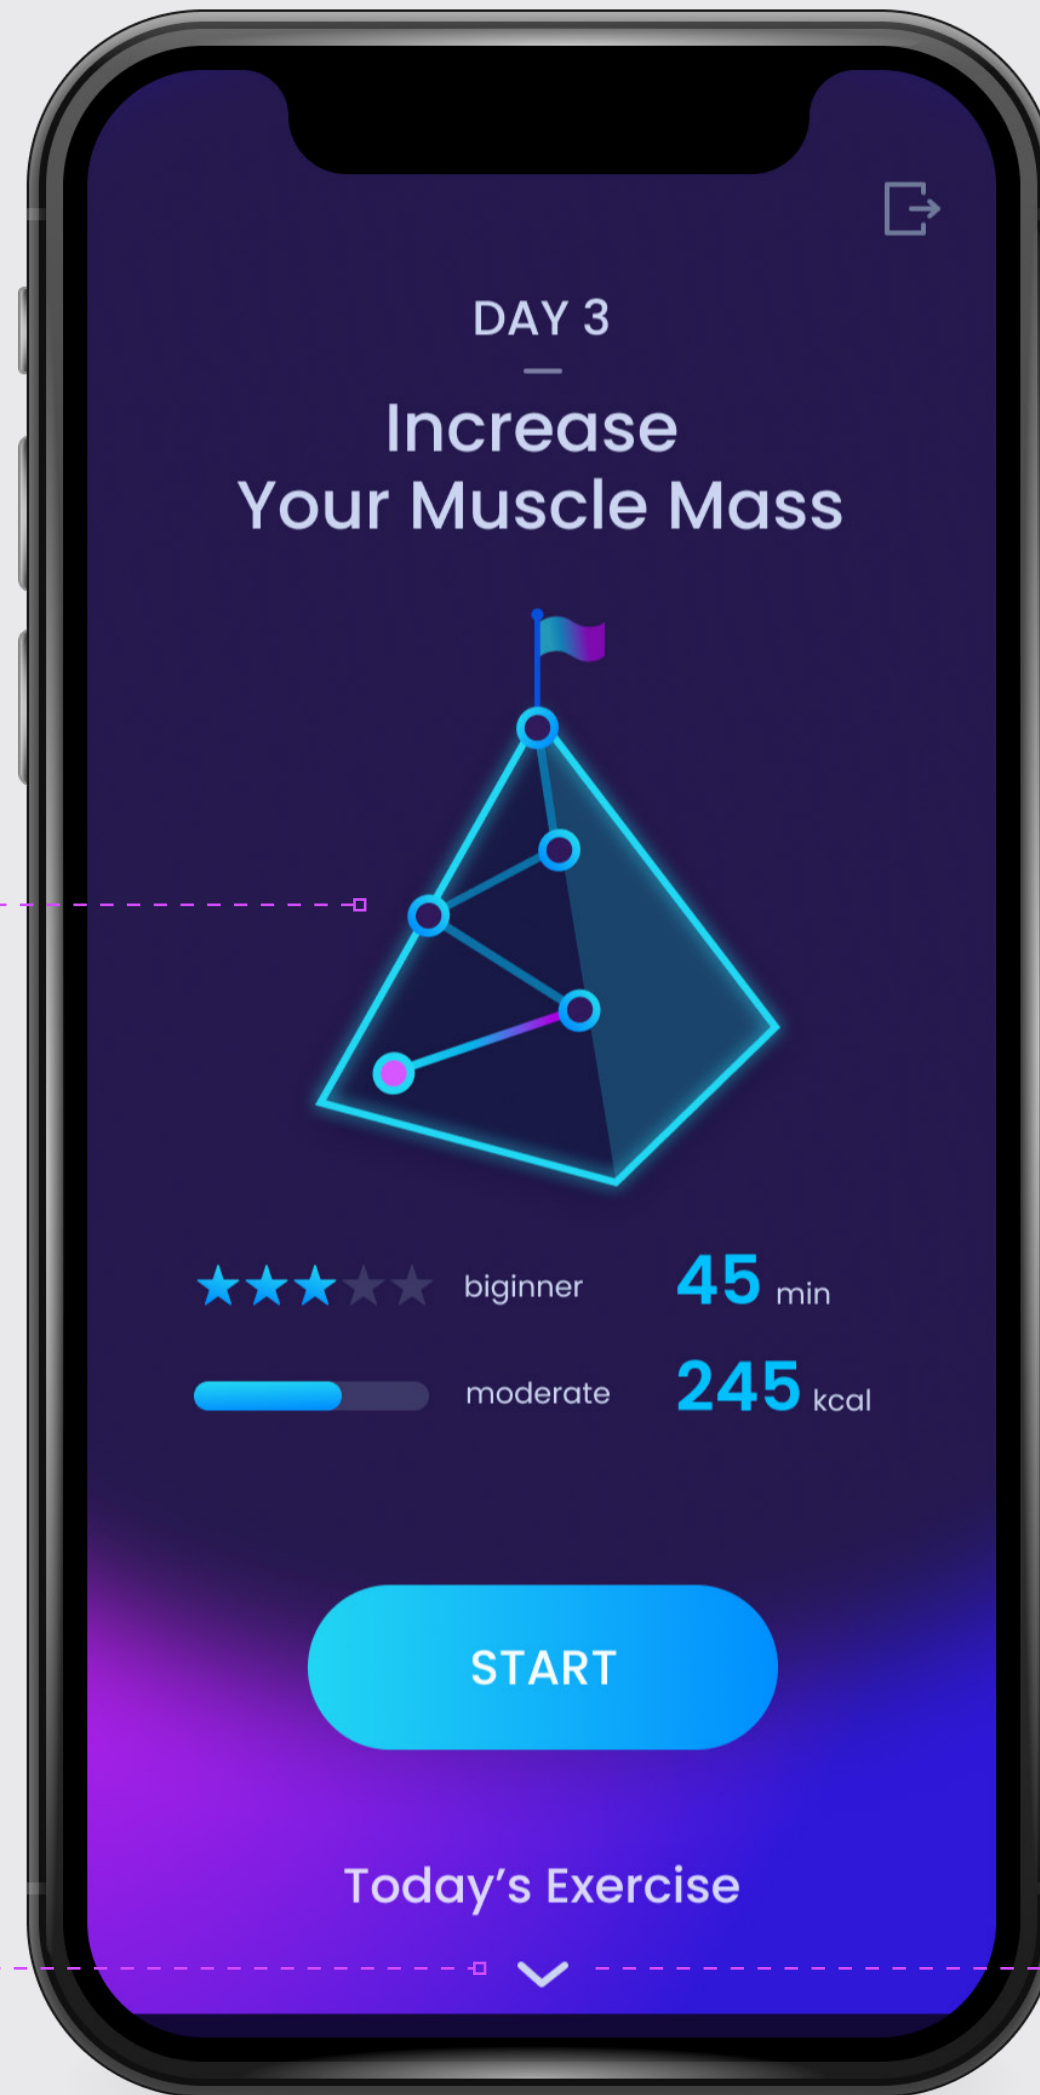 DAY 3
Increase
Your Muscle Mass
biginner
45 min
moderate
245 kcal
START
Today's Exercise